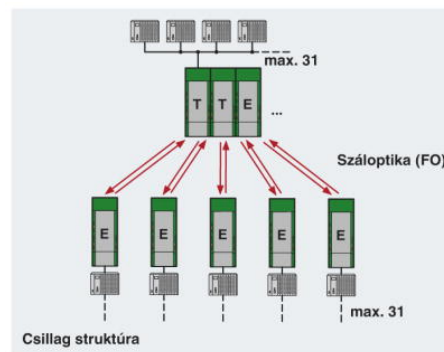 max. 31
T T E ...
Száloptika (FO)
E E E E E
max. 31
Csillag struktúra